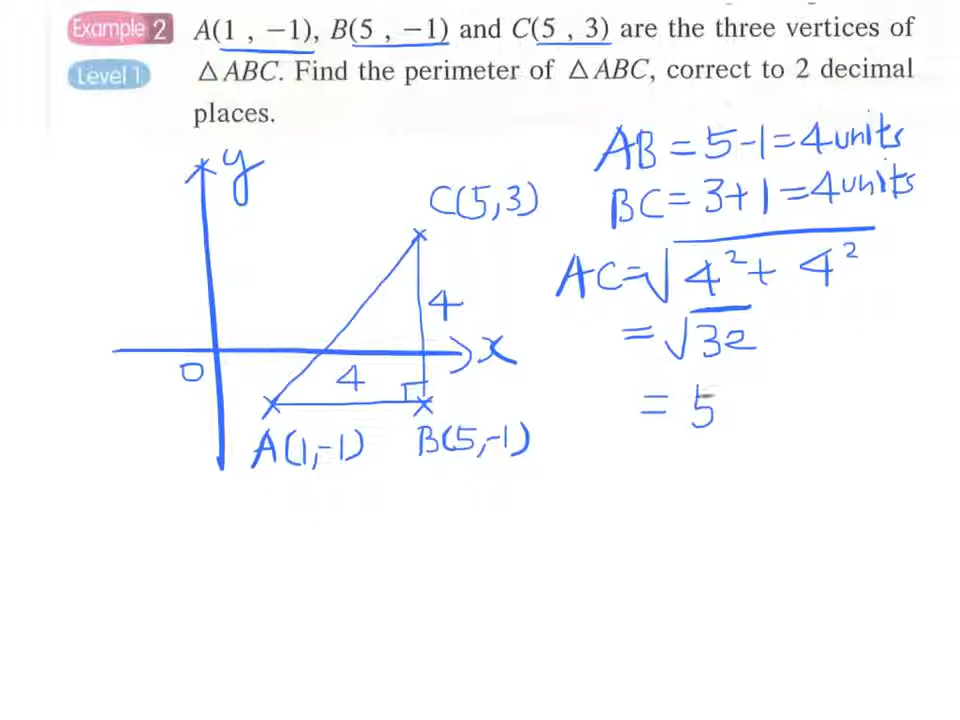 Example 2 A(1 , −1), B(5 , −1) and C(5 , 3) are the three vertices of
Level 1 △ABC. Find the perimeter of △ABC, correct to 2 decimal
places.
AB = 5-1 = 4 units
BC = 3+1 = 4 units
y
C(5,3)
AC = √4² + 4²
4
= √32
x
0
4
= 5
A(1,-1)
B(5,-1)